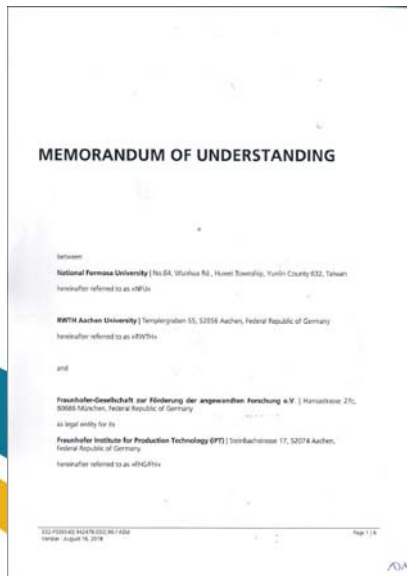 MEMORANDUM OF UNDERSTANDING
between
National Formosa University | No.64, Wunhua Rd., Huwei Township, Yunlin County 632, Taiwan
hereinafter referred to as «NFU»
RWTH Aachen University | Templergraben 55, 52056 Aachen, Federal Republic of Germany
hereinafter referred to as «RWTH»
and
Fraunhofer-Gesellschaft zur Förderung der angewandten Forschung e.V. | Hansastrasse 27c,
80686 München, Federal Republic of Germany
as legal entity for its
Fraunhofer Institute for Production Technology (IPT) | Steinbachstrasse 17, 52074 Aachen,
Federal Republic of Germany
hereinafter referred to as
Version: August 16, 2018
Page 1 | 6